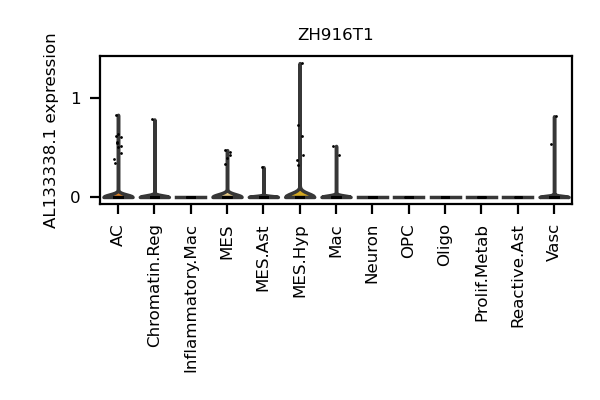 ZH916T1
AL133338.1 expression
1
0
AC
Chromatin.Reg
Inflammatory.Mac
MES
MES.Ast
MES.Hyp
Mac
Neuron
OPC
Oligo
Prolif.Metab
Reactive.Ast
Vasc